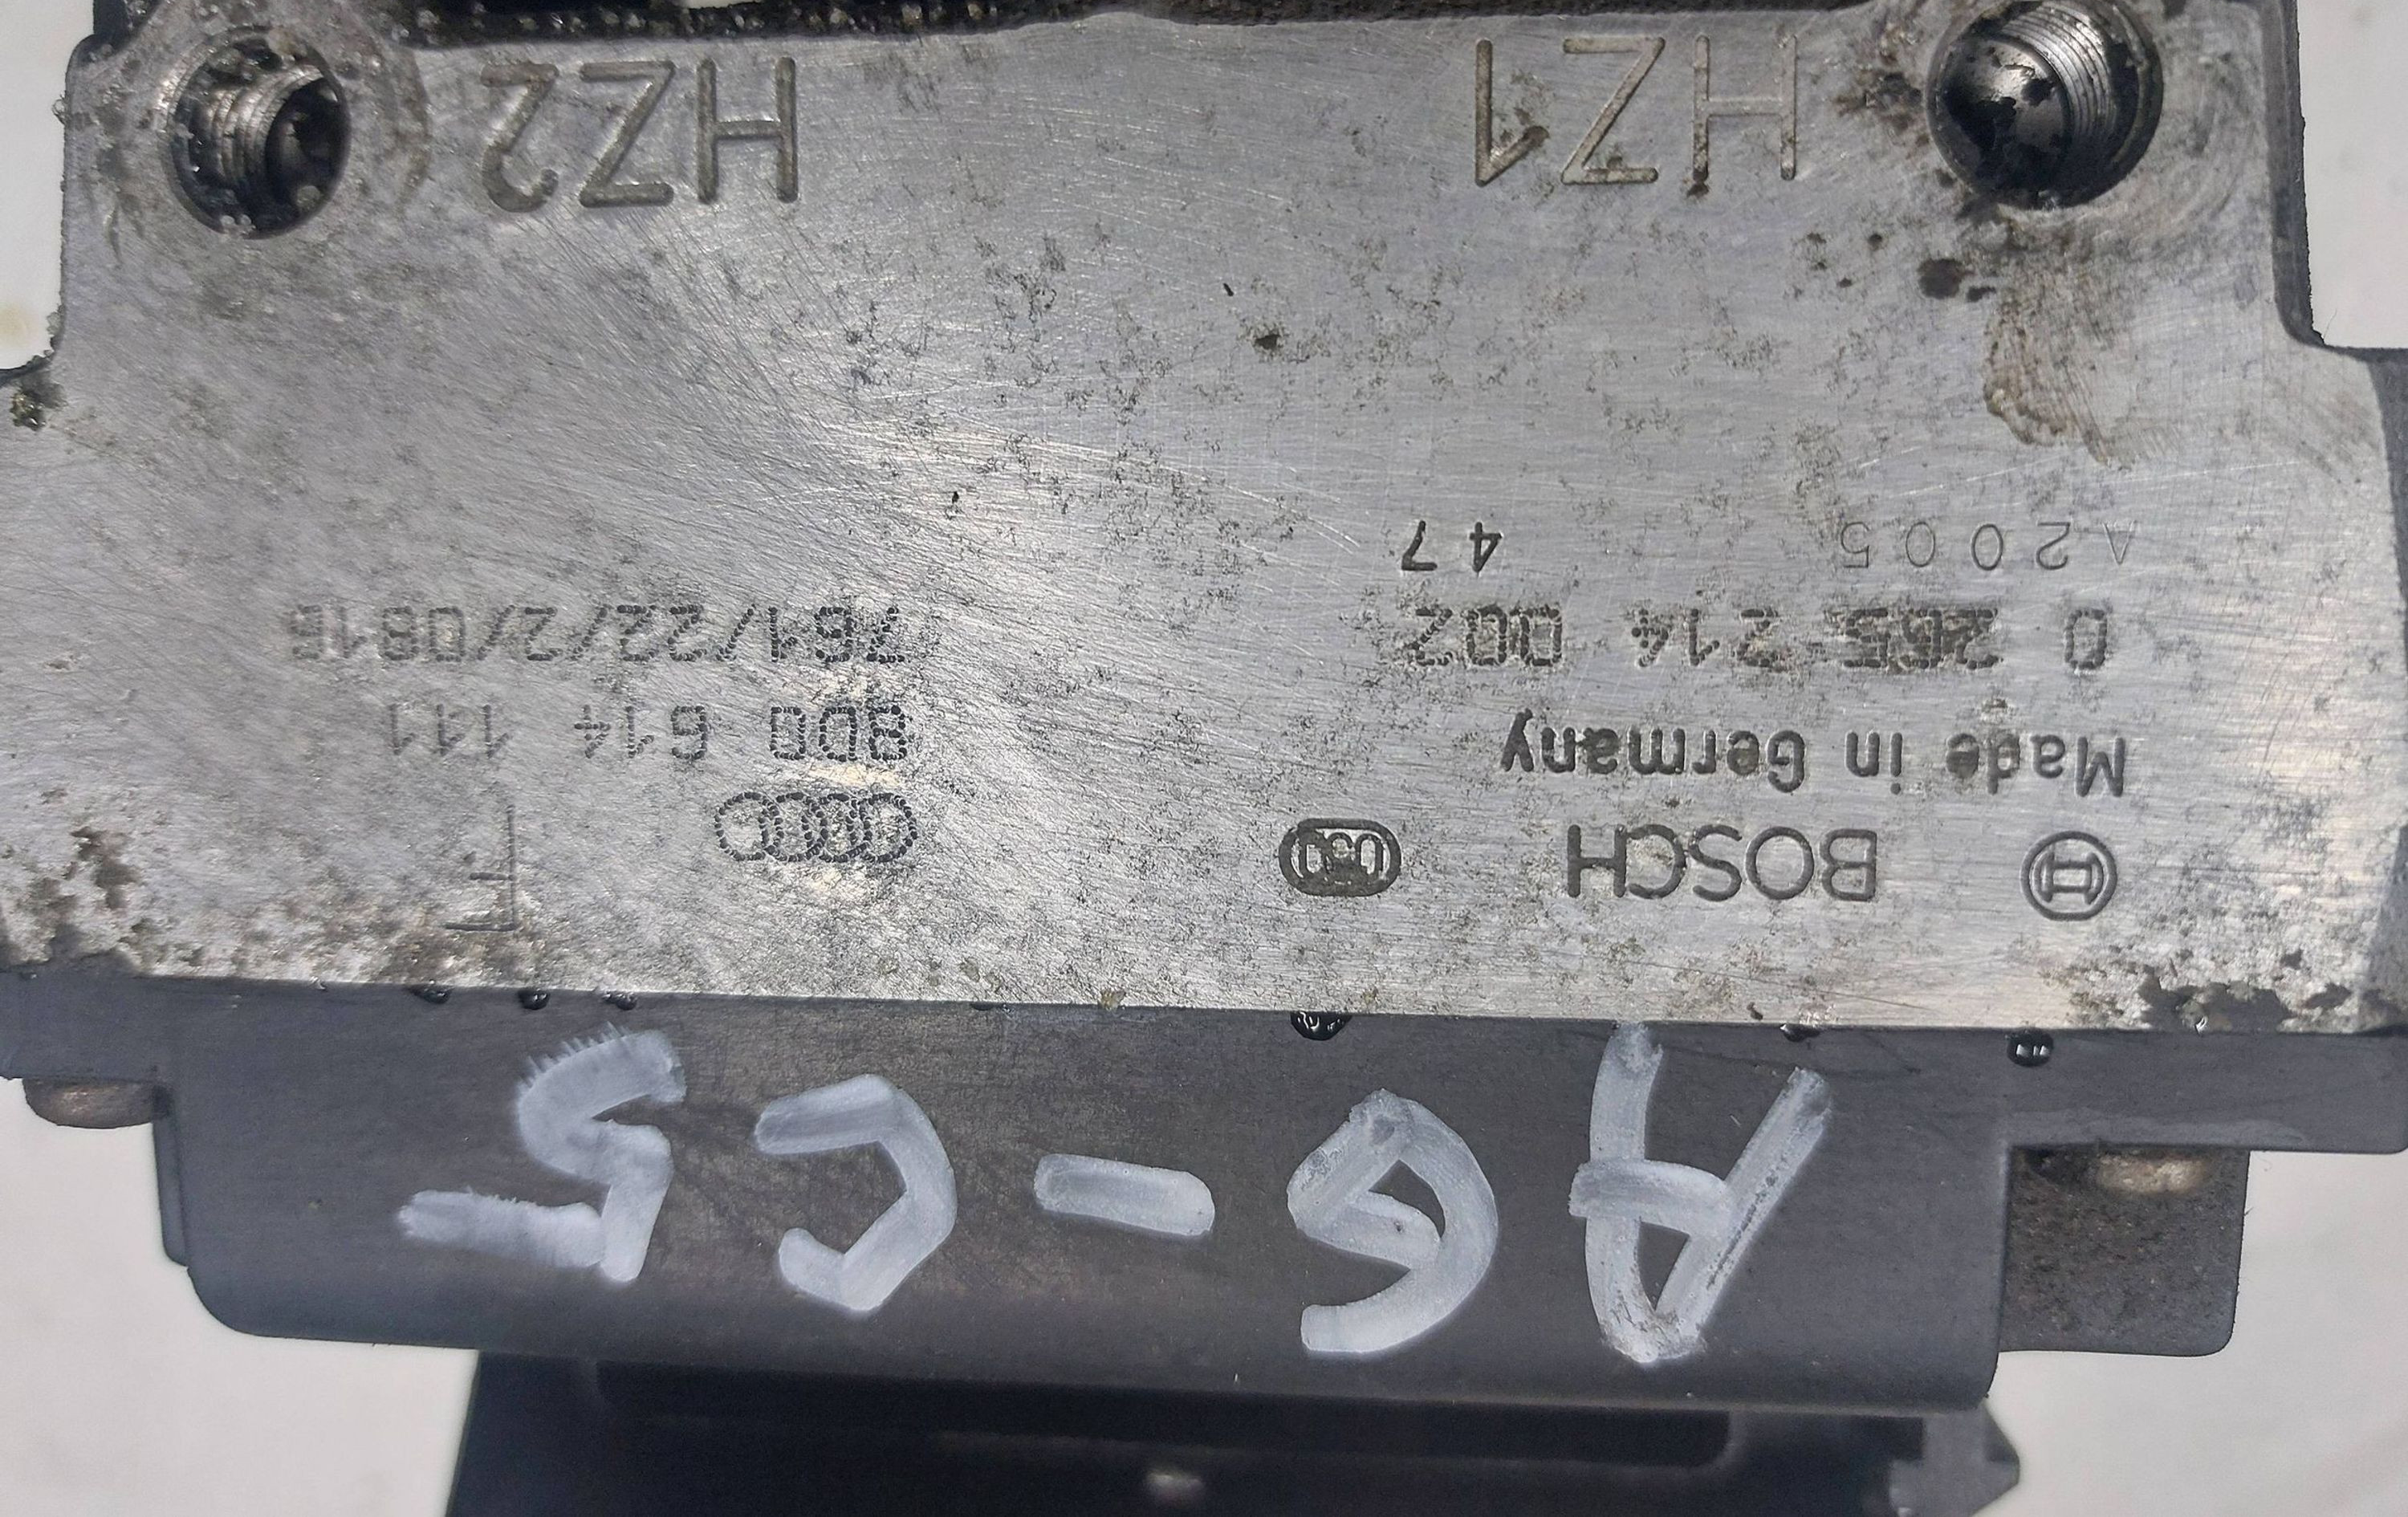 A6-C5
BOSCH
F
Made in Germany
8D0 614 111
0 265 214 002
761/22/2/0816
A2005 47
HZ1 HZ2